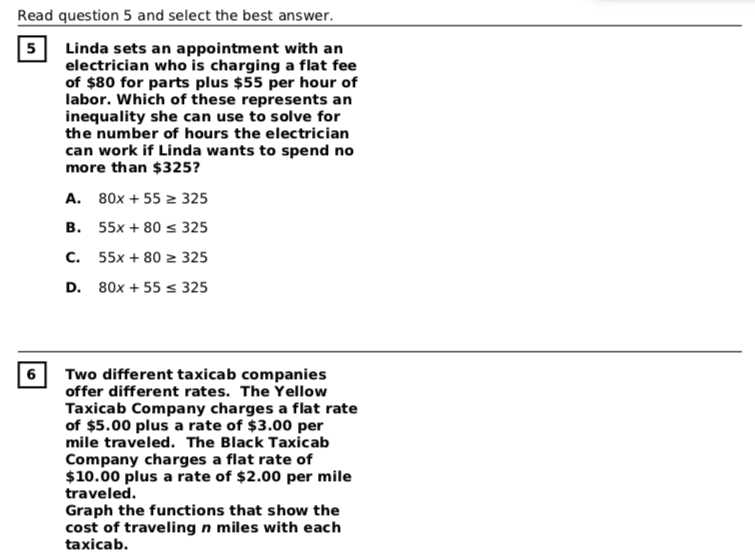 Read question 5 and select the best answer.
5 Linda sets an appointment with an
electrician who is charging a flat fee
of $80 for parts plus $55 per hour of
labor. Which of these represents an
inequality she can use to solve for
the number of hours the electrician
can work if Linda wants to spend no
more than $325?
A. 80x + 55 ≥ 325
B. 55x + 80 ≤ 325
C. 55x + 80 ≥ 325
D. 80x + 55 ≤ 325
6 Two different taxicab companies
offer different rates.  The Yellow
Taxicab Company charges a flat rate
of $5.00 plus a rate of $3.00 per
mile traveled.  The Black Taxicab
Company charges a flat rate of
$10.00 plus a rate of $2.00 per mile
traveled.
Graph the functions that show the
cost of traveling n miles with each
taxicab.